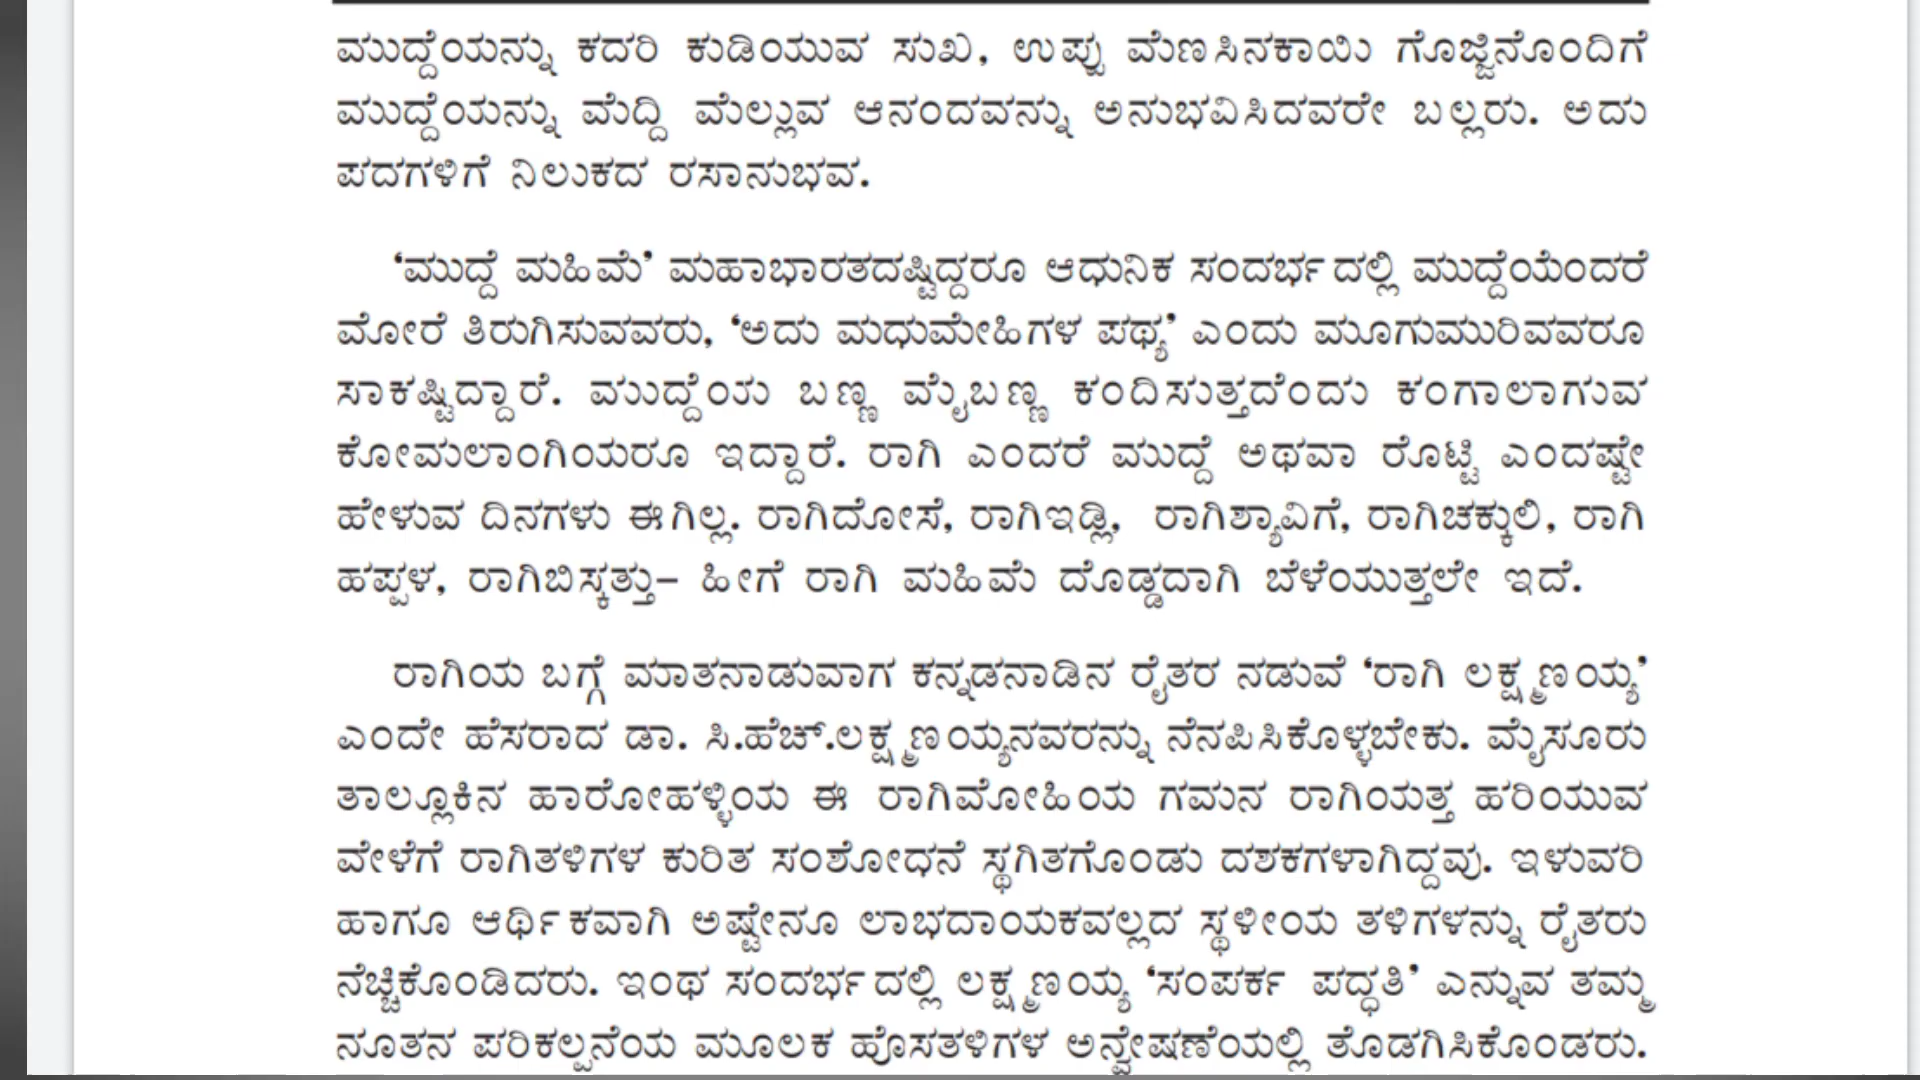 ಮುದ್ದೆಯನ್ನು ಕದರಿ ಕುಡಿಯುವ ಸುಖ, ಉಪ್ಪು ಮೆಣಸಿನಕಾಯಿ ಗೊಜ್ಜಿನೊಂದಿಗೆ
ಮುದ್ದೆಯನ್ನು ಮೆದ್ದಿ ಮೆಲ್ಲುವ ಆನಂದವನ್ನು ಅನುಭವಿಸಿದವರೇ ಬಲ್ಲರು. ಅದು
ಪದಗಳಿಗೆ ನಿಲುಕದ ರಸಾನುಭವ.
‘ಮುದ್ದೆ ಮಹಿಮೆ’ ಮಹಾಭಾರತದಷ್ಟಿದ್ದರೂ ಆಧುನಿಕ ಸಂದರ್ಭದಲ್ಲಿ ಮುದ್ದೆಯೆಂದರೆ
ಮೋರೆ ತಿರುಗಿಸುವವರು, ‘ಅದು ಮಧುಮೇಹಿಗಳ ಪಥ್ಯ’ ಎಂದು ಮೂಗುಮುರಿವವರೂ
ಸಾಕಷ್ಟಿದ್ದಾರೆ. ಮುದ್ದೆಯ ಬಣ್ಣ ಮೈಬಣ್ಣ ಕಂದಿಸುತ್ತದೆಂದು ಕಂಗಾಲಾಗುವ
ಕೋಮಲಾಂಗಿಯರೂ ಇದ್ದಾರೆ. ರಾಗಿ ಎಂದರೆ ಮುದ್ದೆ ಅಥವಾ ರೊಟ್ಟಿ ಎಂದಷ್ಟೇ
ಹೇಳುವ ದಿನಗಳು ಈಗಿಲ್ಲ. ರಾಗಿದೋಸೆ, ರಾಗಿಇಡ್ಲಿ, ರಾಗಿಶ್ಯಾವಿಗೆ, ರಾಗಿಚಕ್ಕುಲಿ, ರಾಗಿ
ಹಪ್ಪಳ, ರಾಗಿಬಿಸ್ಕತ್ತು– ಹೀಗೆ ರಾಗಿ ಮಹಿಮೆ ದೊಡ್ಡದಾಗಿ ಬೆಳೆಯುತ್ತಲೇ ಇದೆ.
ರಾಗಿಯ ಬಗ್ಗೆ ಮಾತನಾಡುವಾಗ ಕನ್ನಡನಾಡಿನ ರೈತರ ನಡುವೆ ‘ರಾಗಿ ಲಕ್ಷ್ಮಣಯ್ಯ’
ಎಂದೇ ಹೆಸರಾದ ಡಾ. ಸಿ.ಹೆಚ್.ಲಕ್ಷ್ಮಣಯ್ಯನವರನ್ನು ನೆನಪಿಸಿಕೊಳ್ಳಬೇಕು. ಮೈಸೂರು
ತಾಲ್ಲೂಕಿನ ಹಾರೋಹಳ್ಳಿಯ ಈ ರಾಗಿಮೋಹಿಯ ಗಮನ ರಾಗಿಯತ್ತ ಹರಿಯುವ
ವೇಳೆಗೆ ರಾಗಿತಳಿಗಳ ಕುರಿತ ಸಂಶೋಧನೆ ಸ್ಥಗಿತಗೊಂಡು ದಶಕಗಳಾಗಿದ್ದವು. ಇಳುವರಿ
ಹಾಗೂ ಆರ್ಥಿಕವಾಗಿ ಅಷ್ಟೇನೂ ಲಾಭದಾಯಕವಲ್ಲದ ಸ್ಥಳೀಯ ತಳಿಗಳನ್ನು ರೈತರು
ನೆಚ್ಚಿಕೊಂಡಿದರು. ಇಂಥ ಸಂದರ್ಭದಲ್ಲಿ ಲಕ್ಷ್ಮಣಯ್ಯ ‘ಸಂಪರ್ಕ ಪದ್ಧತಿ’ ಎನ್ನುವ ತಮ್ಮ
ನೂತನ ಪರಿಕಲ್ಪನೆಯ ಮೂಲಕ ಹೊಸತಳಿಗಳ ಅನ್ವೇಷಣೆಯಲ್ಲಿ ತೊಡಗಿಸಿಕೊಂಡರು.